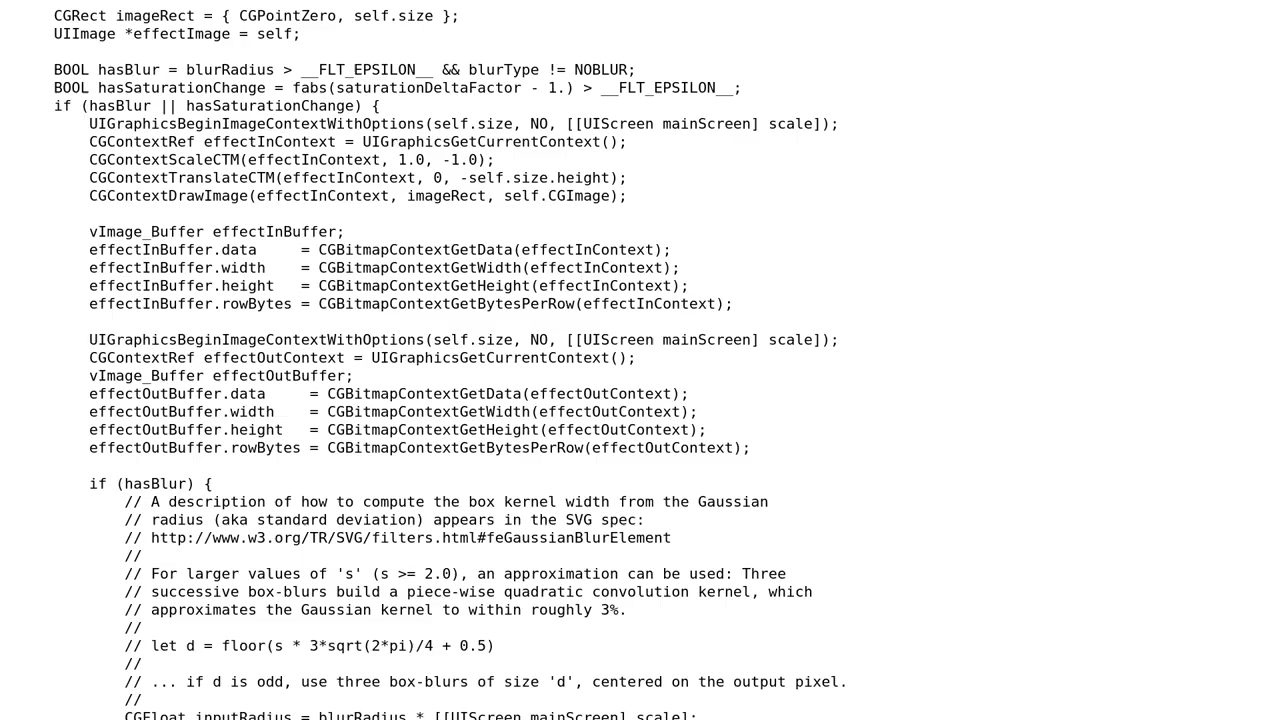 CGRect imageRect = { CGPointZero, self.size };
UIImage *effectImage = self;

BOOL hasBlur = blurRadius > __FLT_EPSILON__ && blurType != NOBLUR;
BOOL hasSaturationChange = fabs(saturationDeltaFactor - 1.) > __FLT_EPSILON__;
if (hasBlur || hasSaturationChange) {
    UIGraphicsBeginImageContextWithOptions(self.size, NO, [[UIScreen mainScreen] scale]);
    CGContextRef effectInContext = UIGraphicsGetCurrentContext();
    CGContextScaleCTM(effectInContext, 1.0, -1.0);
    CGContextTranslateCTM(effectInContext, 0, -self.size.height);
    CGContextDrawImage(effectInContext, imageRect, self.CGImage);

    vImage_Buffer effectInBuffer;
    effectInBuffer.data     = CGBitmapContextGetData(effectInContext);
    effectInBuffer.width    = CGBitmapContextGetWidth(effectInContext);
    effectInBuffer.height   = CGBitmapContextGetHeight(effectInContext);
    effectInBuffer.rowBytes = CGBitmapContextGetBytesPerRow(effectInContext);

    UIGraphicsBeginImageContextWithOptions(self.size, NO, [[UIScreen mainScreen] scale]);
    CGContextRef effectOutContext = UIGraphicsGetCurrentContext();
    vImage_Buffer effectOutBuffer;
    effectOutBuffer.data     = CGBitmapContextGetData(effectOutContext);
    effectOutBuffer.width    = CGBitmapContextGetWidth(effectOutContext);
    effectOutBuffer.height   = CGBitmapContextGetHeight(effectOutContext);
    effectOutBuffer.rowBytes = CGBitmapContextGetBytesPerRow(effectOutContext);

    if (hasBlur) {
        // A description of how to compute the box kernel width from the Gaussian
        // radius (aka standard deviation) appears in the SVG spec:
        // http://www.w3.org/TR/SVG/filters.html#feGaussianBlurElement
        //
        // For larger values of 's' (s >= 2.0), an approximation can be used: Three
        // successive box-blurs build a piece-wise quadratic convolution kernel, which
        // approximates the Gaussian kernel to within roughly 3%.
        //
        // let d = floor(s * 3*sqrt(2*pi)/4 + 0.5)
        //
        // ... if d is odd, use three box-blurs of size 'd', centered on the output pixel.
        //
        CGFloat inputRadius = blurRadius * [[UIScreen mainScreen] scale];